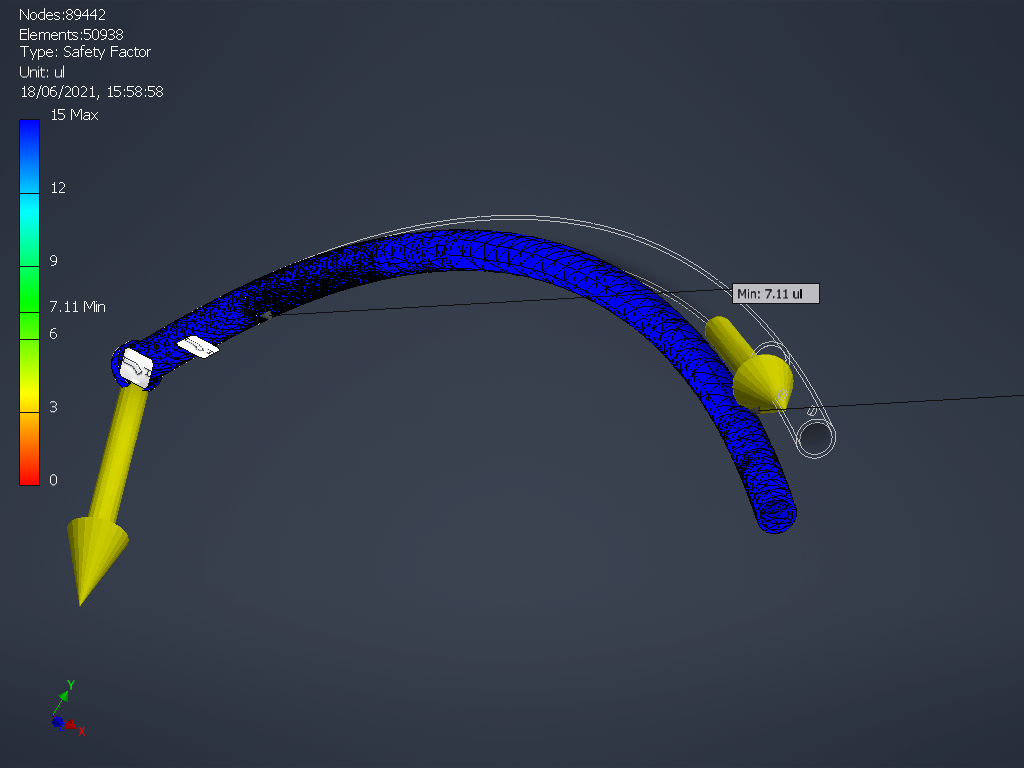 Nodes:89442
Elements:50938
Type: Safety Factor
Unit: ul
18/06/2021, 15:58:58
15 Max
12
9
7.11 Min
6
3
0
Min: 7.11 ul
Y
X